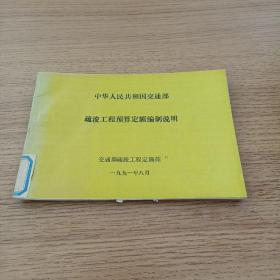 中华人民共和国交通部
疏浚工程预算定额编制说明
交通部疏浚工程定额站
一九九一年八月